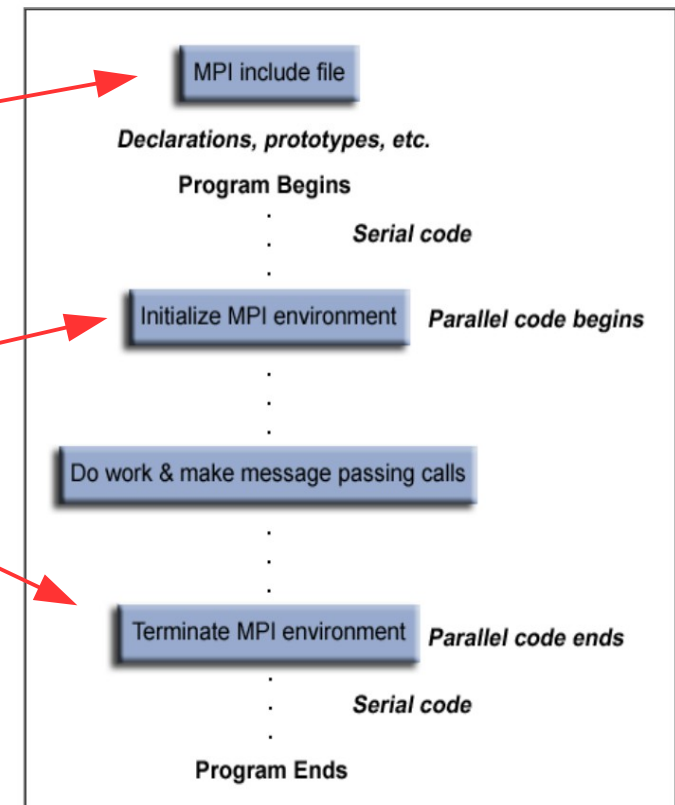 MPI include file
Declarations, prototypes, etc.
Program Begins
Serial code
Initialize MPI environment
Parallel code begins
Do work & make message passing calls
Terminate MPI environment
Parallel code ends
Serial code
Program Ends